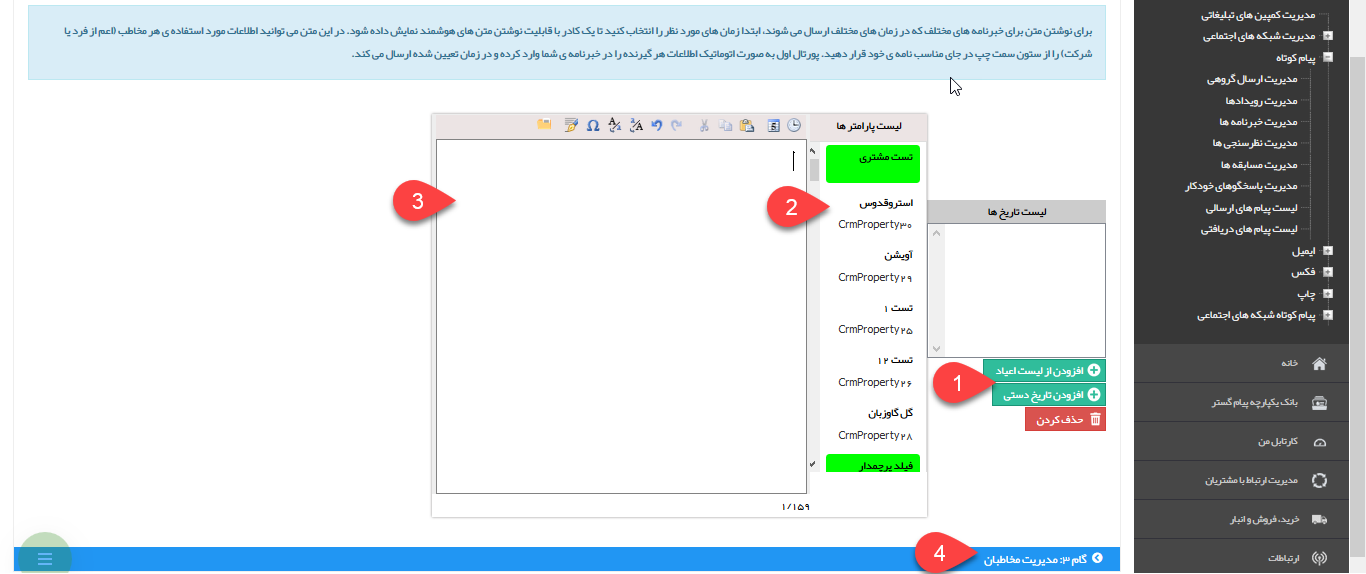 مدیریت کمپین های تبلیغاتی
مدیریت شبکه های اجتماعی
پیام کوتاه
مدیریت ارسال گروهی
مدیریت رویدادها
مدیریت خبرنامه ها
مدیریت نظرسنجی ها
مدیریت مسابقه ها
مدیریت پاسخگوهای خودکار
لیست پیام های ارسالی
لیست پیام های دریافتی
ایمیل
فکس
چاپ
پیام کوتاه شبکه های اجتماعی
خانه
بانک یکپارچه پیام گستر
کارتابل من
مدیریت ارتباط با مشتریان
خرید، فروش و انبار
ارتباطات
برای نوشتن متن برای خبرنامه های مختلف که در زمان های مختلف ارسال می شوند، ابتدا زمان های مورد نظر را انتخاب کنید تا یک کادر با قابلیت نوشتن متن های هوشمند نمایش داده شود. در این متن می توانید اطلاعات مورد استفاده ی هر مخاطب (اعم از فرد یا
شرکت) را از ستون سمت چپ در جای مناسب نامه ی خود قرار دهید. پورتال اول به صورت اتوماتیک اطلاعات هر گیرنده را در خبرنامه ی شما وارد کرده و در زمان تعیین شده ارسال می کند.
لیست تاریخ ها
افزودن از لیست اعیاد
افزودن تاریخ دستی
1
حذف کردن
لیست پارامتر ها
تست مشتری
2
استروقدوس
CrmProperty۳۰
آویشن
CrmProperty۲۹
تست ۱
CrmProperty۲۵
تست ۱۲
CrmProperty۲۶
گل گاوزبان
CrmProperty۲۸
فیلد پرچمدار
3
۱/۱۵۹
4
گام ۳: مدیریت مخاطبان